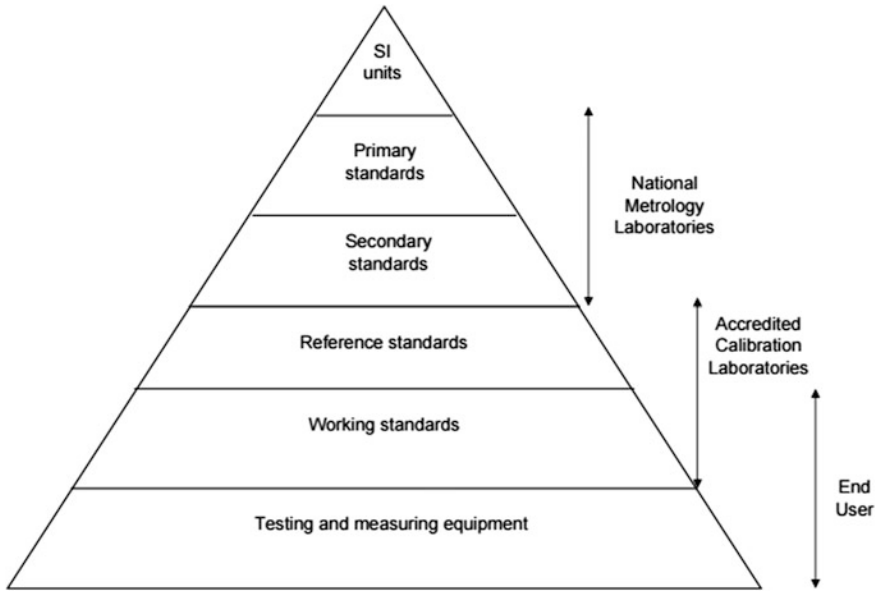 SI
units
Primary
standards
National
Metrology
Laboratories
Secondary
standards
Accredited
Calibration
Laboratories
Reference standards
Working standards
End
User
Testing and measuring equipment